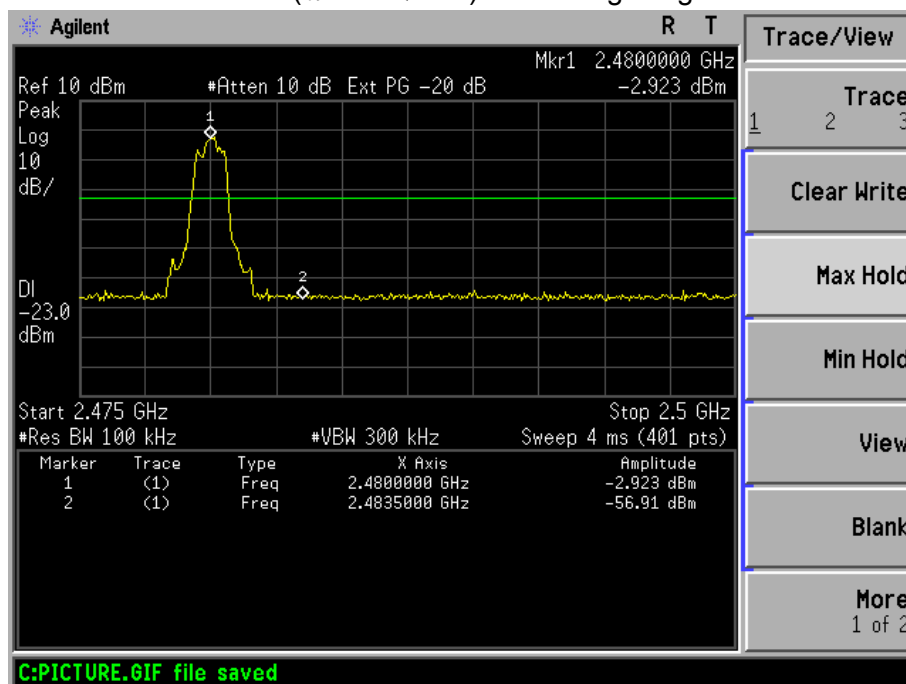 Agilent R T
Mkr1 2.4800000 GHz
Ref 10 dBm #Atten 10 dB Ext PG -20 dB -2.923 dBm
Peak
Log
10
dB/
1
2
DI
-23.0
dBm
Start 2.475 GHz Stop 2.5 GHz
#Res BW 100 kHz #VBW 300 kHz Sweep 4 ms (401 pts)
Marker Trace Type X Axis Amplitude
1 (1) Freq 2.4800000 GHz -2.923 dBm
2 (1) Freq 2.4835000 GHz -56.91 dBm
C:PICTURE.GIF file saved
Trace/View
Trace
1 2 3
Clear Write
Max Hold
Min Hold
View
Blank
More
1 of 2